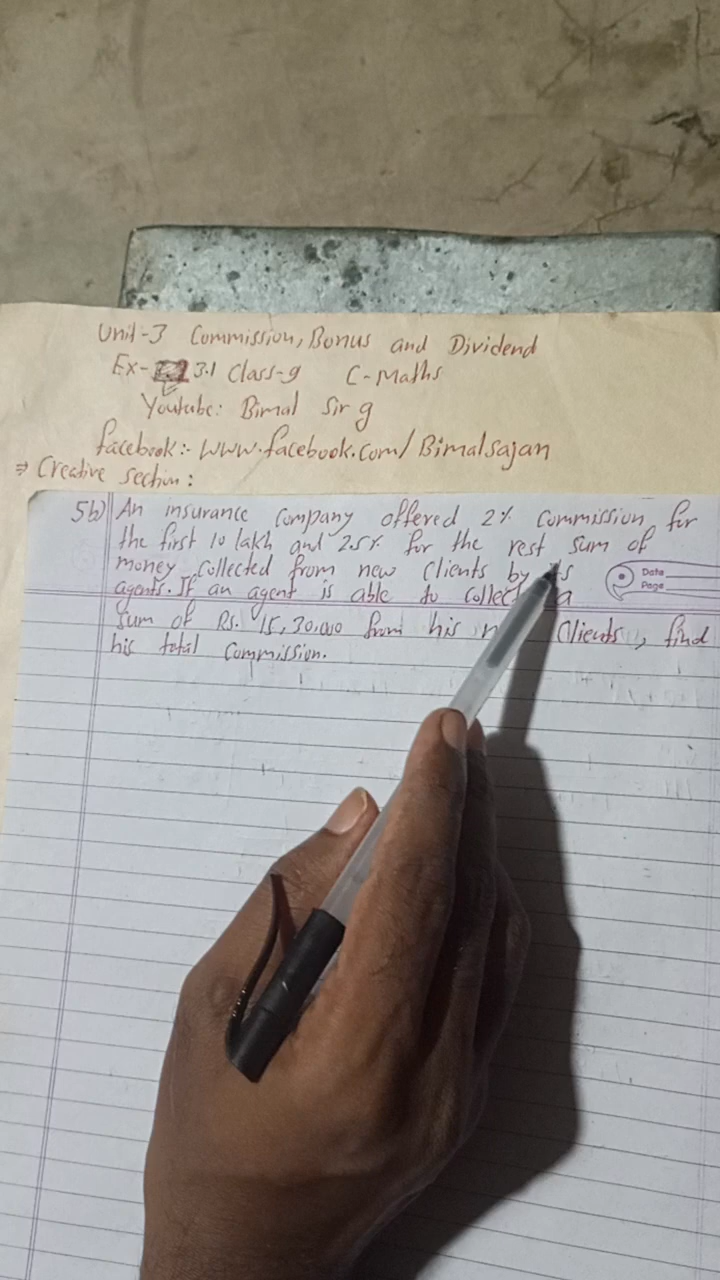 Unit-3 Commission, Bonus and Dividend
Ex- 3.1 Class-9 C-Maths
Youtube: Bimal Sir g
facebook:- www.facebook.com/Bimalsajan
⇒ Creative section:
5b) An insurance Company offered 2% Commission for
the first 10 lakh and 2.5% for the rest sum of
money collected from new Clients by
agents. If an agent is able to collect a
sum of Rs. 15,30,000 from his Clients, find
his total Commission.
Date
Page